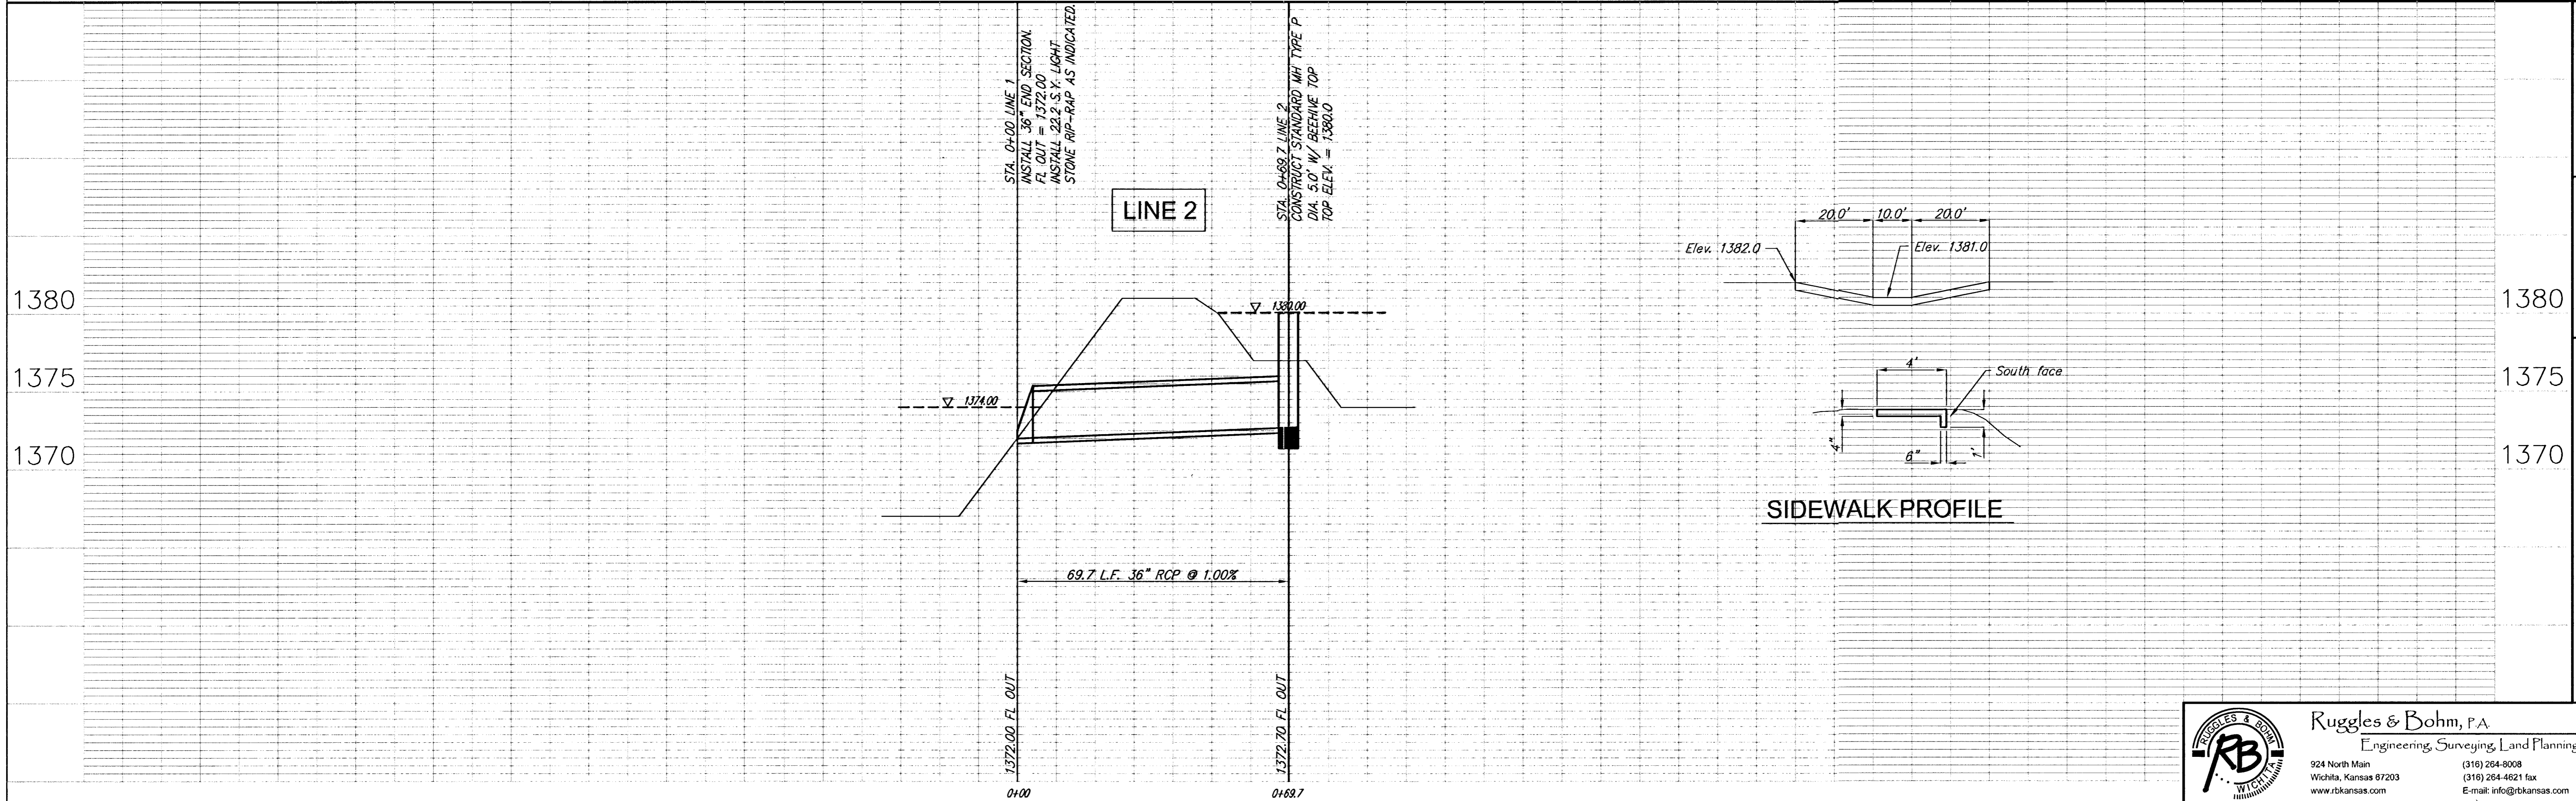 STA. 0+00 LINE 1
INSTALL 36" END SECTION.
FL OUT = 1372.00
INSTALL 22.2 S.Y. LIGHT
STONE RIP-RAP AS INDICATED.
STA. 0+69.7 LINE 2
CONSTRUCT STANDARD MH TYPE P
DIA. 5.0' W/ BEEHIVE TOP
TOP ELEV. = 1380.0
LINE 2
20.0' 10.0' 20.0'
Elev. 1382.0
Elev. 1381.0
1380
1380.00
1380
1375
4'
South face
1375
1374.00
4"
6"
1'
1370
1370
SIDEWALK PROFILE
69.7 L.F. 36" RCP @ 1.00%
1372.00 FL OUT
1372.70 FL OUT
0+00
0+69.7
RUGGLES & BOHM
RB
WICHITA
Ruggles & Bohm, P.A.
Engineering, Surveying, Land Planning
924 North Main
(316) 264-8008
Wichita, Kansas 67203
(316) 264-4621 fax
www.rbkansas.com
E-mail: info@rbkansas.com